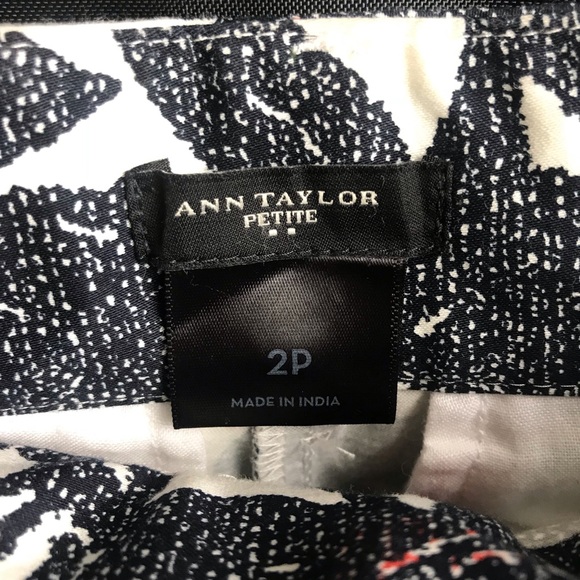 ANN TAYLOR
PETITE
2P
MADE IN INDIA